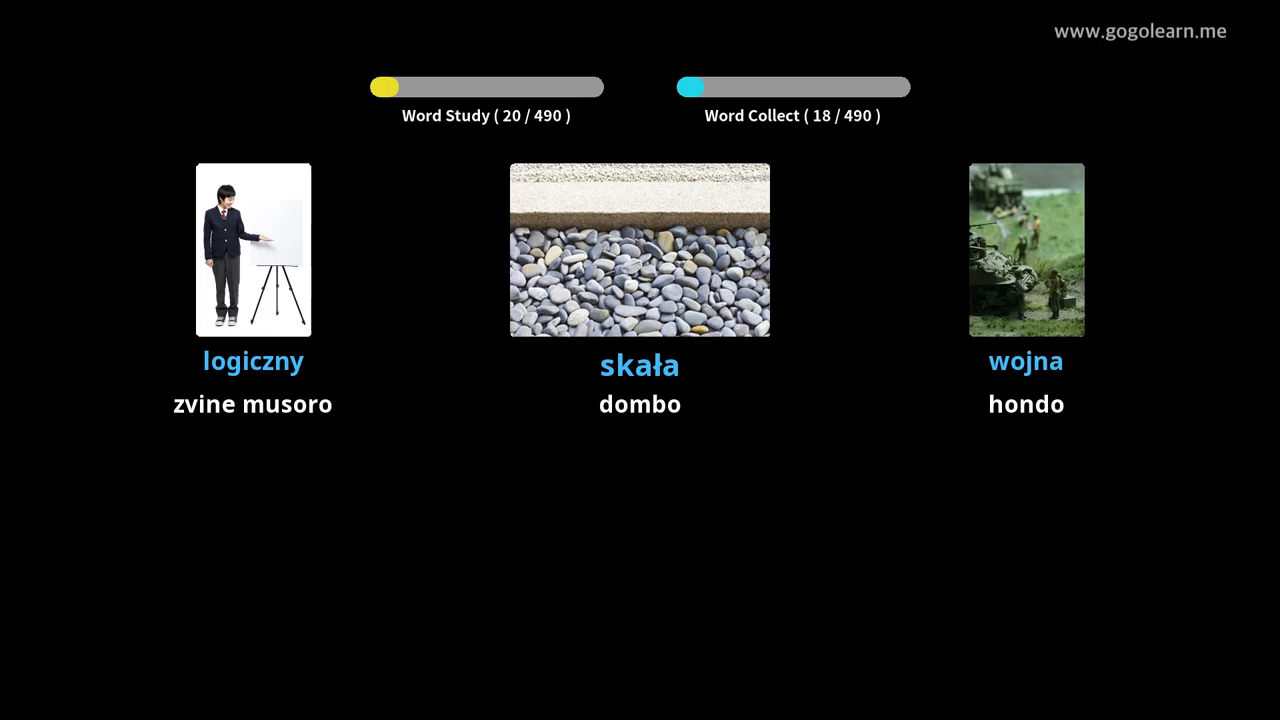 www.gogolearn.me
Word Study ( 20 / 490 )
Word Collect ( 18 / 490 )
logiczny
skała
wojna
zvine musoro
dombo
hondo